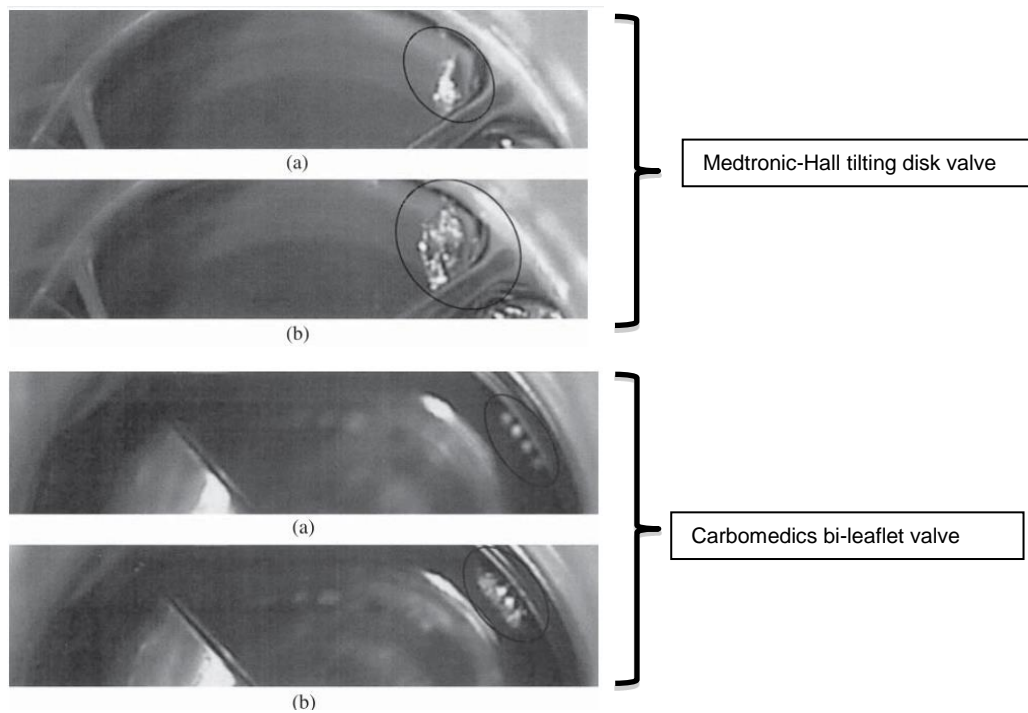 (a)
Medtronic-Hall tilting disk valve
(b)
(a)
Carbomedics bi-leaflet valve
(b)